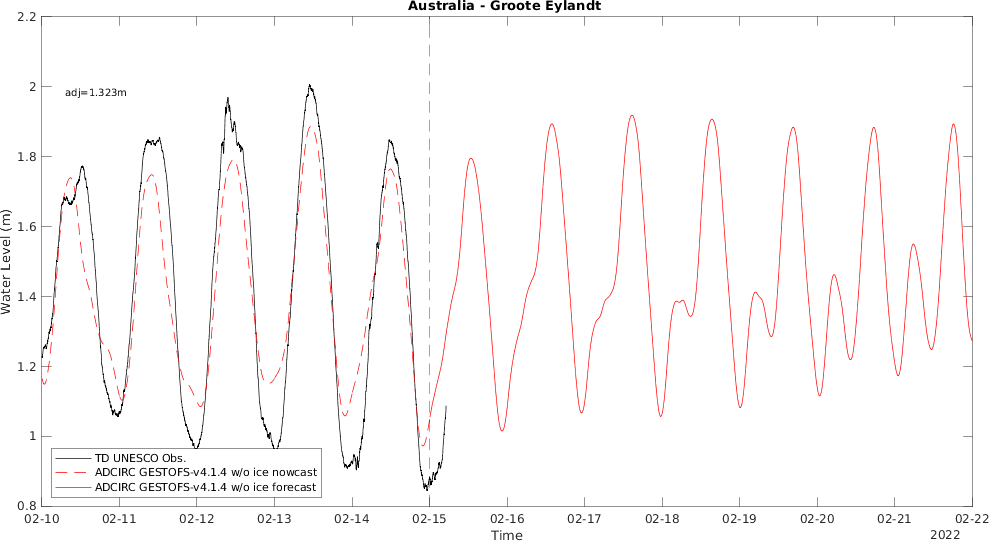 Australia - Groote Eylandt
2.2
2
1.8
1.6
1.4
1.2
1
0.8
Water Level (m)
adj=1.323m
TD UNESCO Obs.
ADCIRC GESTOFS-v4.1.4 w/o ice nowcast
ADCIRC GESTOFS-v4.1.4 w/o ice forecast
02-10 02-11 02-12 02-13 02-14 02-15 02-16 02-17 02-18 02-19 02-20 02-21 02-22
Time
2022